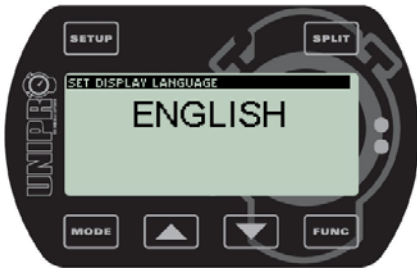 SETUP
SPLIT
SET DISPLAY LANGUAGE
ENGLISH
UNIPRO
MODE
FUNC